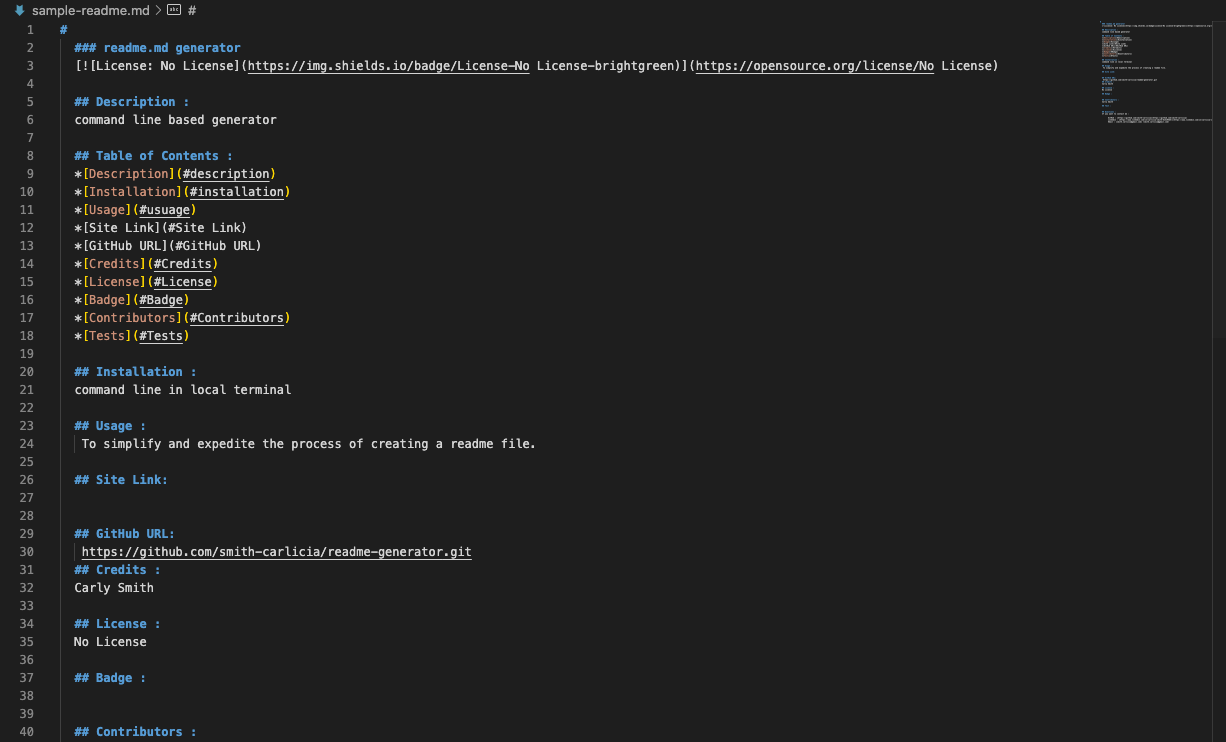 sample-readme.md > abc #
1 #
2 ### readme.md generator
3 [![License: No License](https://img.shields.io/badge/License-No License-brightgreen)](https://opensource.org/license/No License)
4
5 ## Description :
6 command line based generator
7
8 ## Table of Contents :
9 *[Description](#description)
10 *[Installation](#installation)
11 *[Usage](#usuage)
12 *[Site Link](#Site Link)
13 *[GitHub URL](#GitHub URL)
14 *[Credits](#Credits)
15 *[License](#License)
16 *[Badge](#Badge)
17 *[Contributors](#Contributors)
18 *[Tests](#Tests)
19
20 ## Installation :
21 command line in local terminal
22
23 ## Usage :
24 To simplify and expedite the process of creating a readme file.
25
26 ## Site Link:
27
28
29 ## GitHub URL:
30 https://github.com/smith-carlicia/readme-generator.git
31 ## Credits :
32 Carly Smith
33
34 ## License :
35 No License
36
37 ## Badge :
38
39
40 ## Contributors :